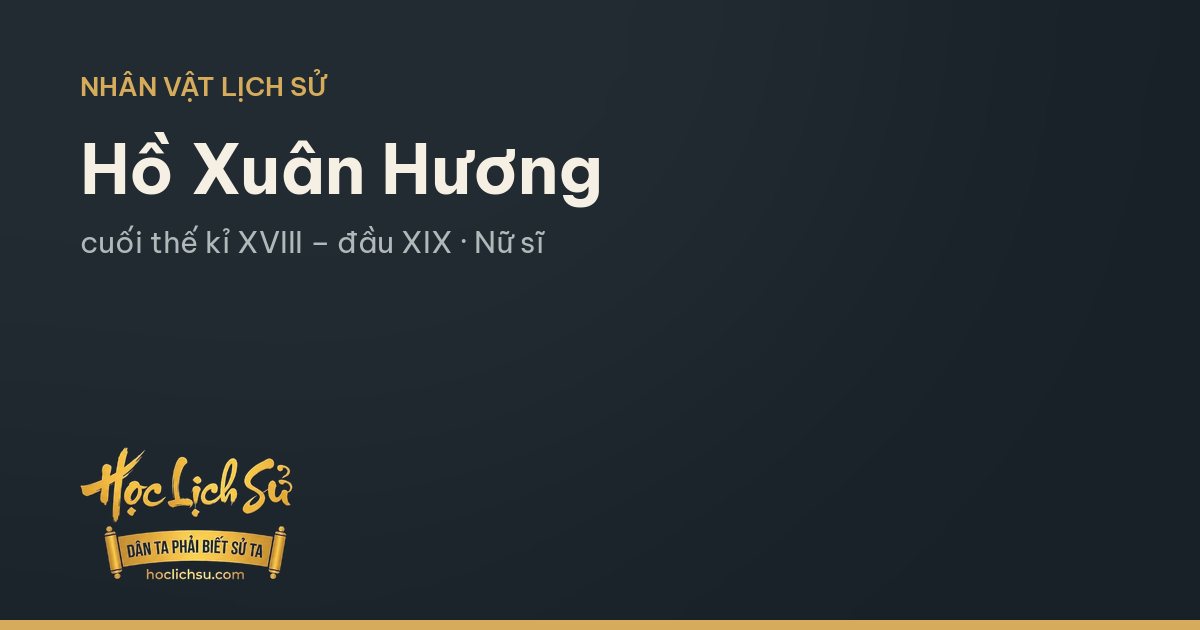 NHÂN VẬT LỊCH SỬ
Hồ Xuân Hương
cuối thế kỉ XVIII – đầu XIX · Nữ sĩ
Học Lịch Sử
DÂN TA PHẢI BIẾT SỬ TA
hoclichsu.com